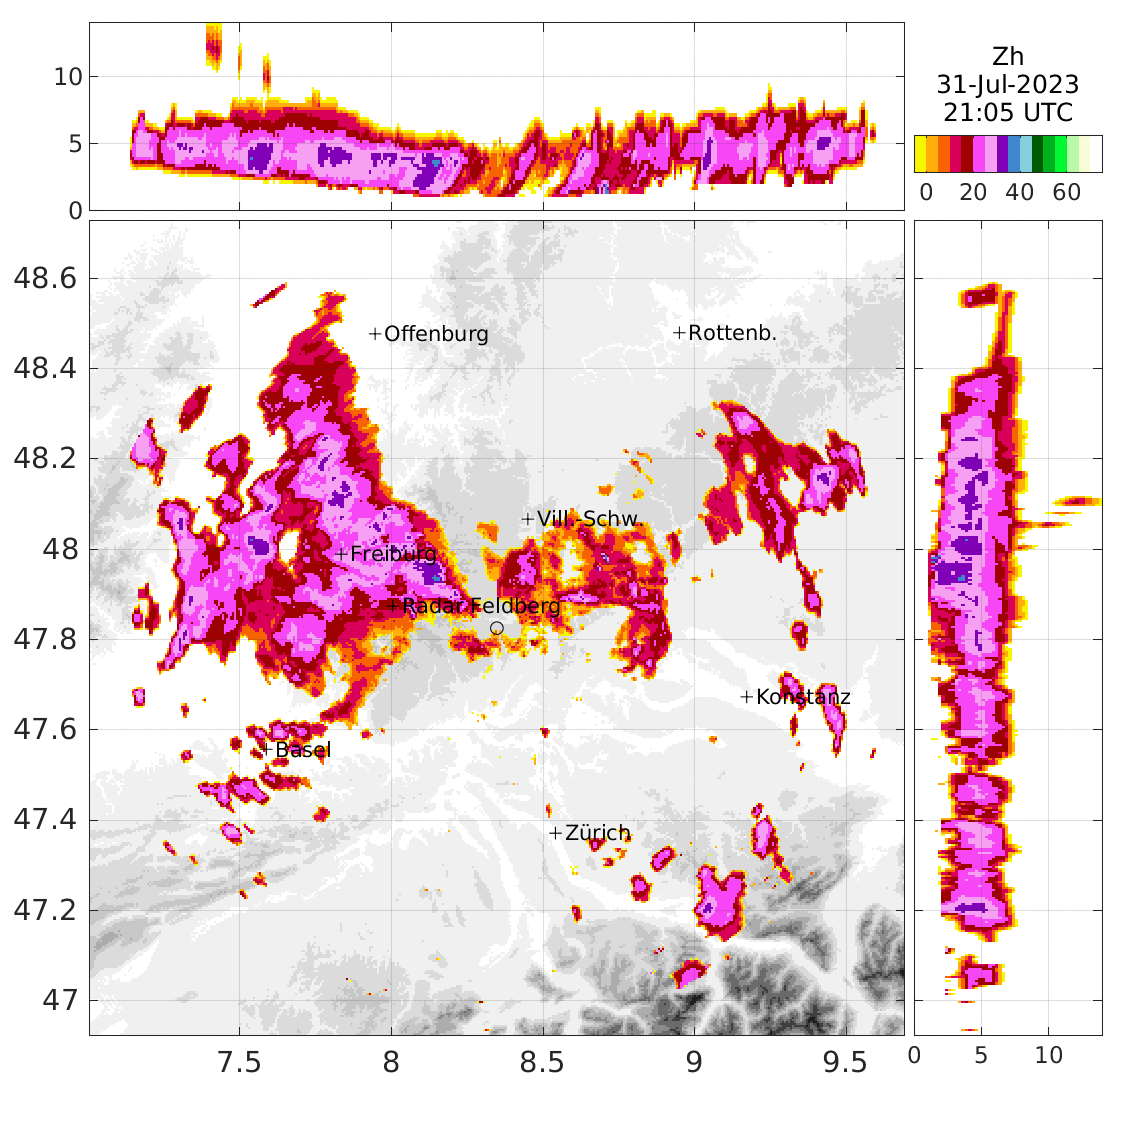 10
5
0
Zh
31-Jul-2023
21:05 UTC
0 20 40 60
48.6
48.4
48.2
48
47.8
47.6
47.4
47.2
47
+Offenburg
+Rottenb.
+Vill.-Schw.
+Freiburg
+Radar Feldberg
+Konstanz
+Basel
+Zürich
7.5 8 8.5 9 9.5
0 5 10